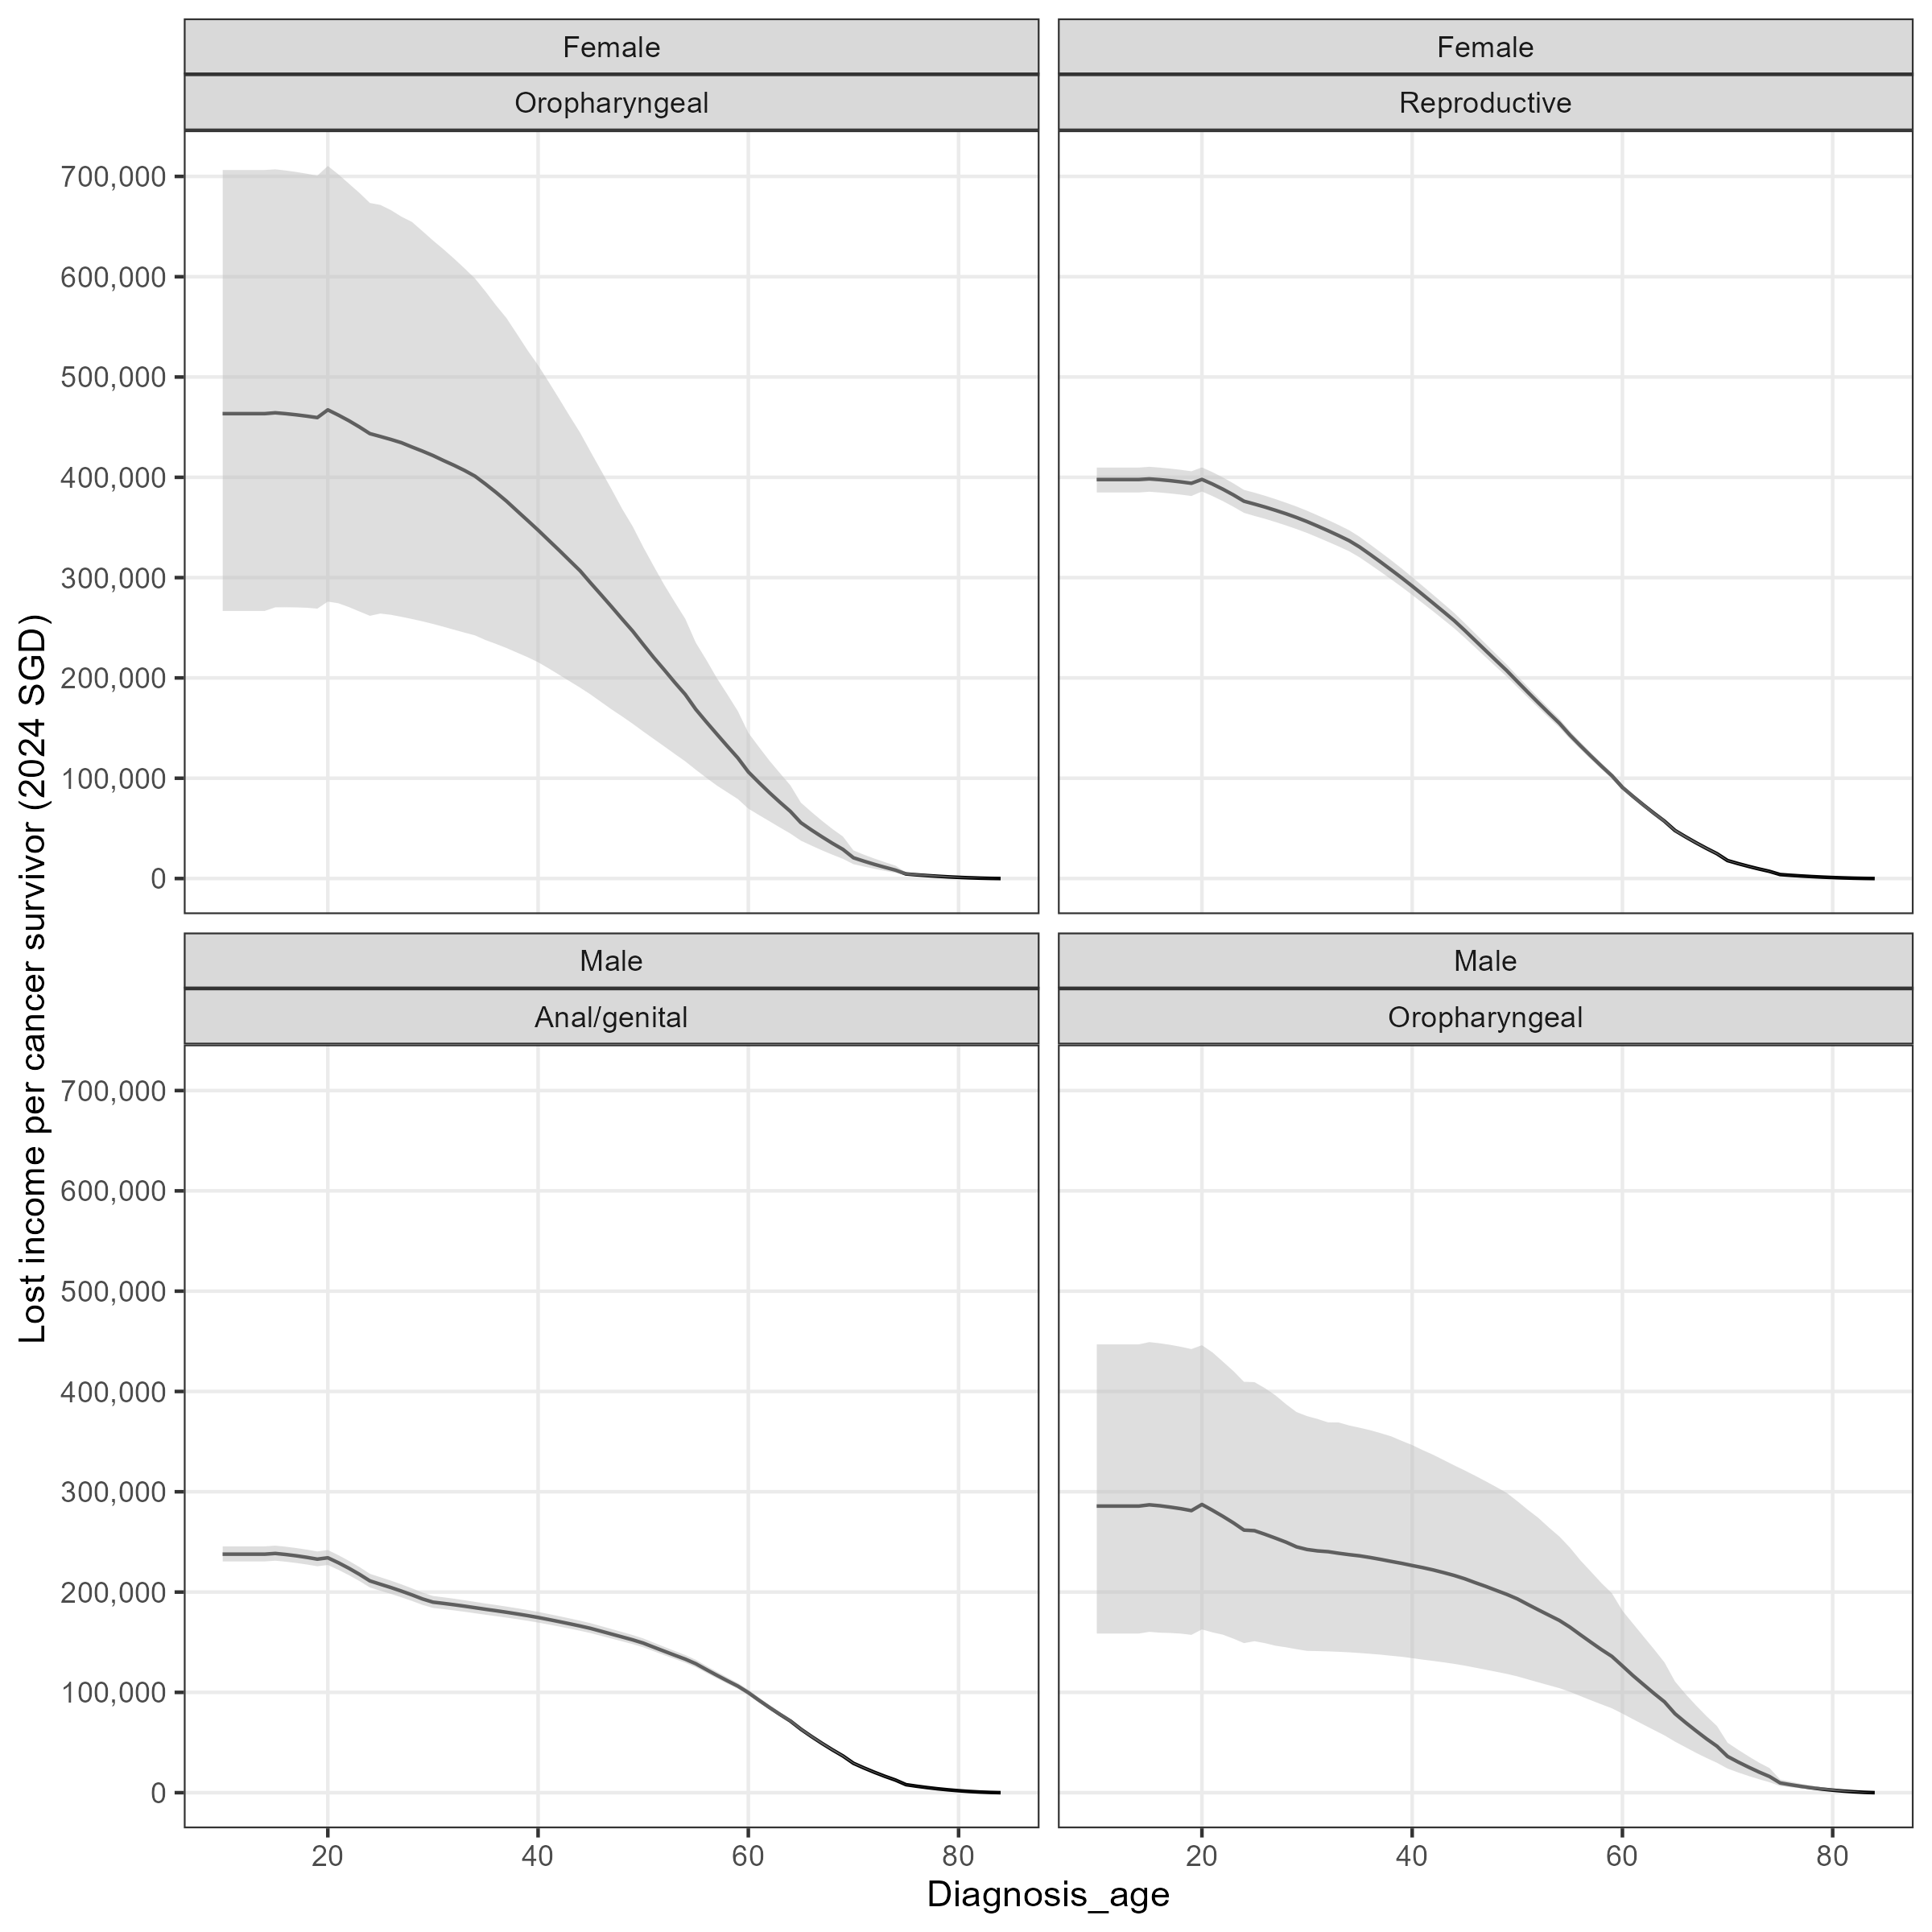 Female
Female
Oropharyngeal
Reproductive
700,000
600,000
500,000
400,000
300,000
200,000
100,000
0
Male
Male
Anal/genital
Oropharyngeal
700,000
600,000
500,000
400,000
300,000
200,000
100,000
0
20
40
60
80
20
40
60
80
Diagnosis_age
Lost income per cancer survivor (2024 SGD)